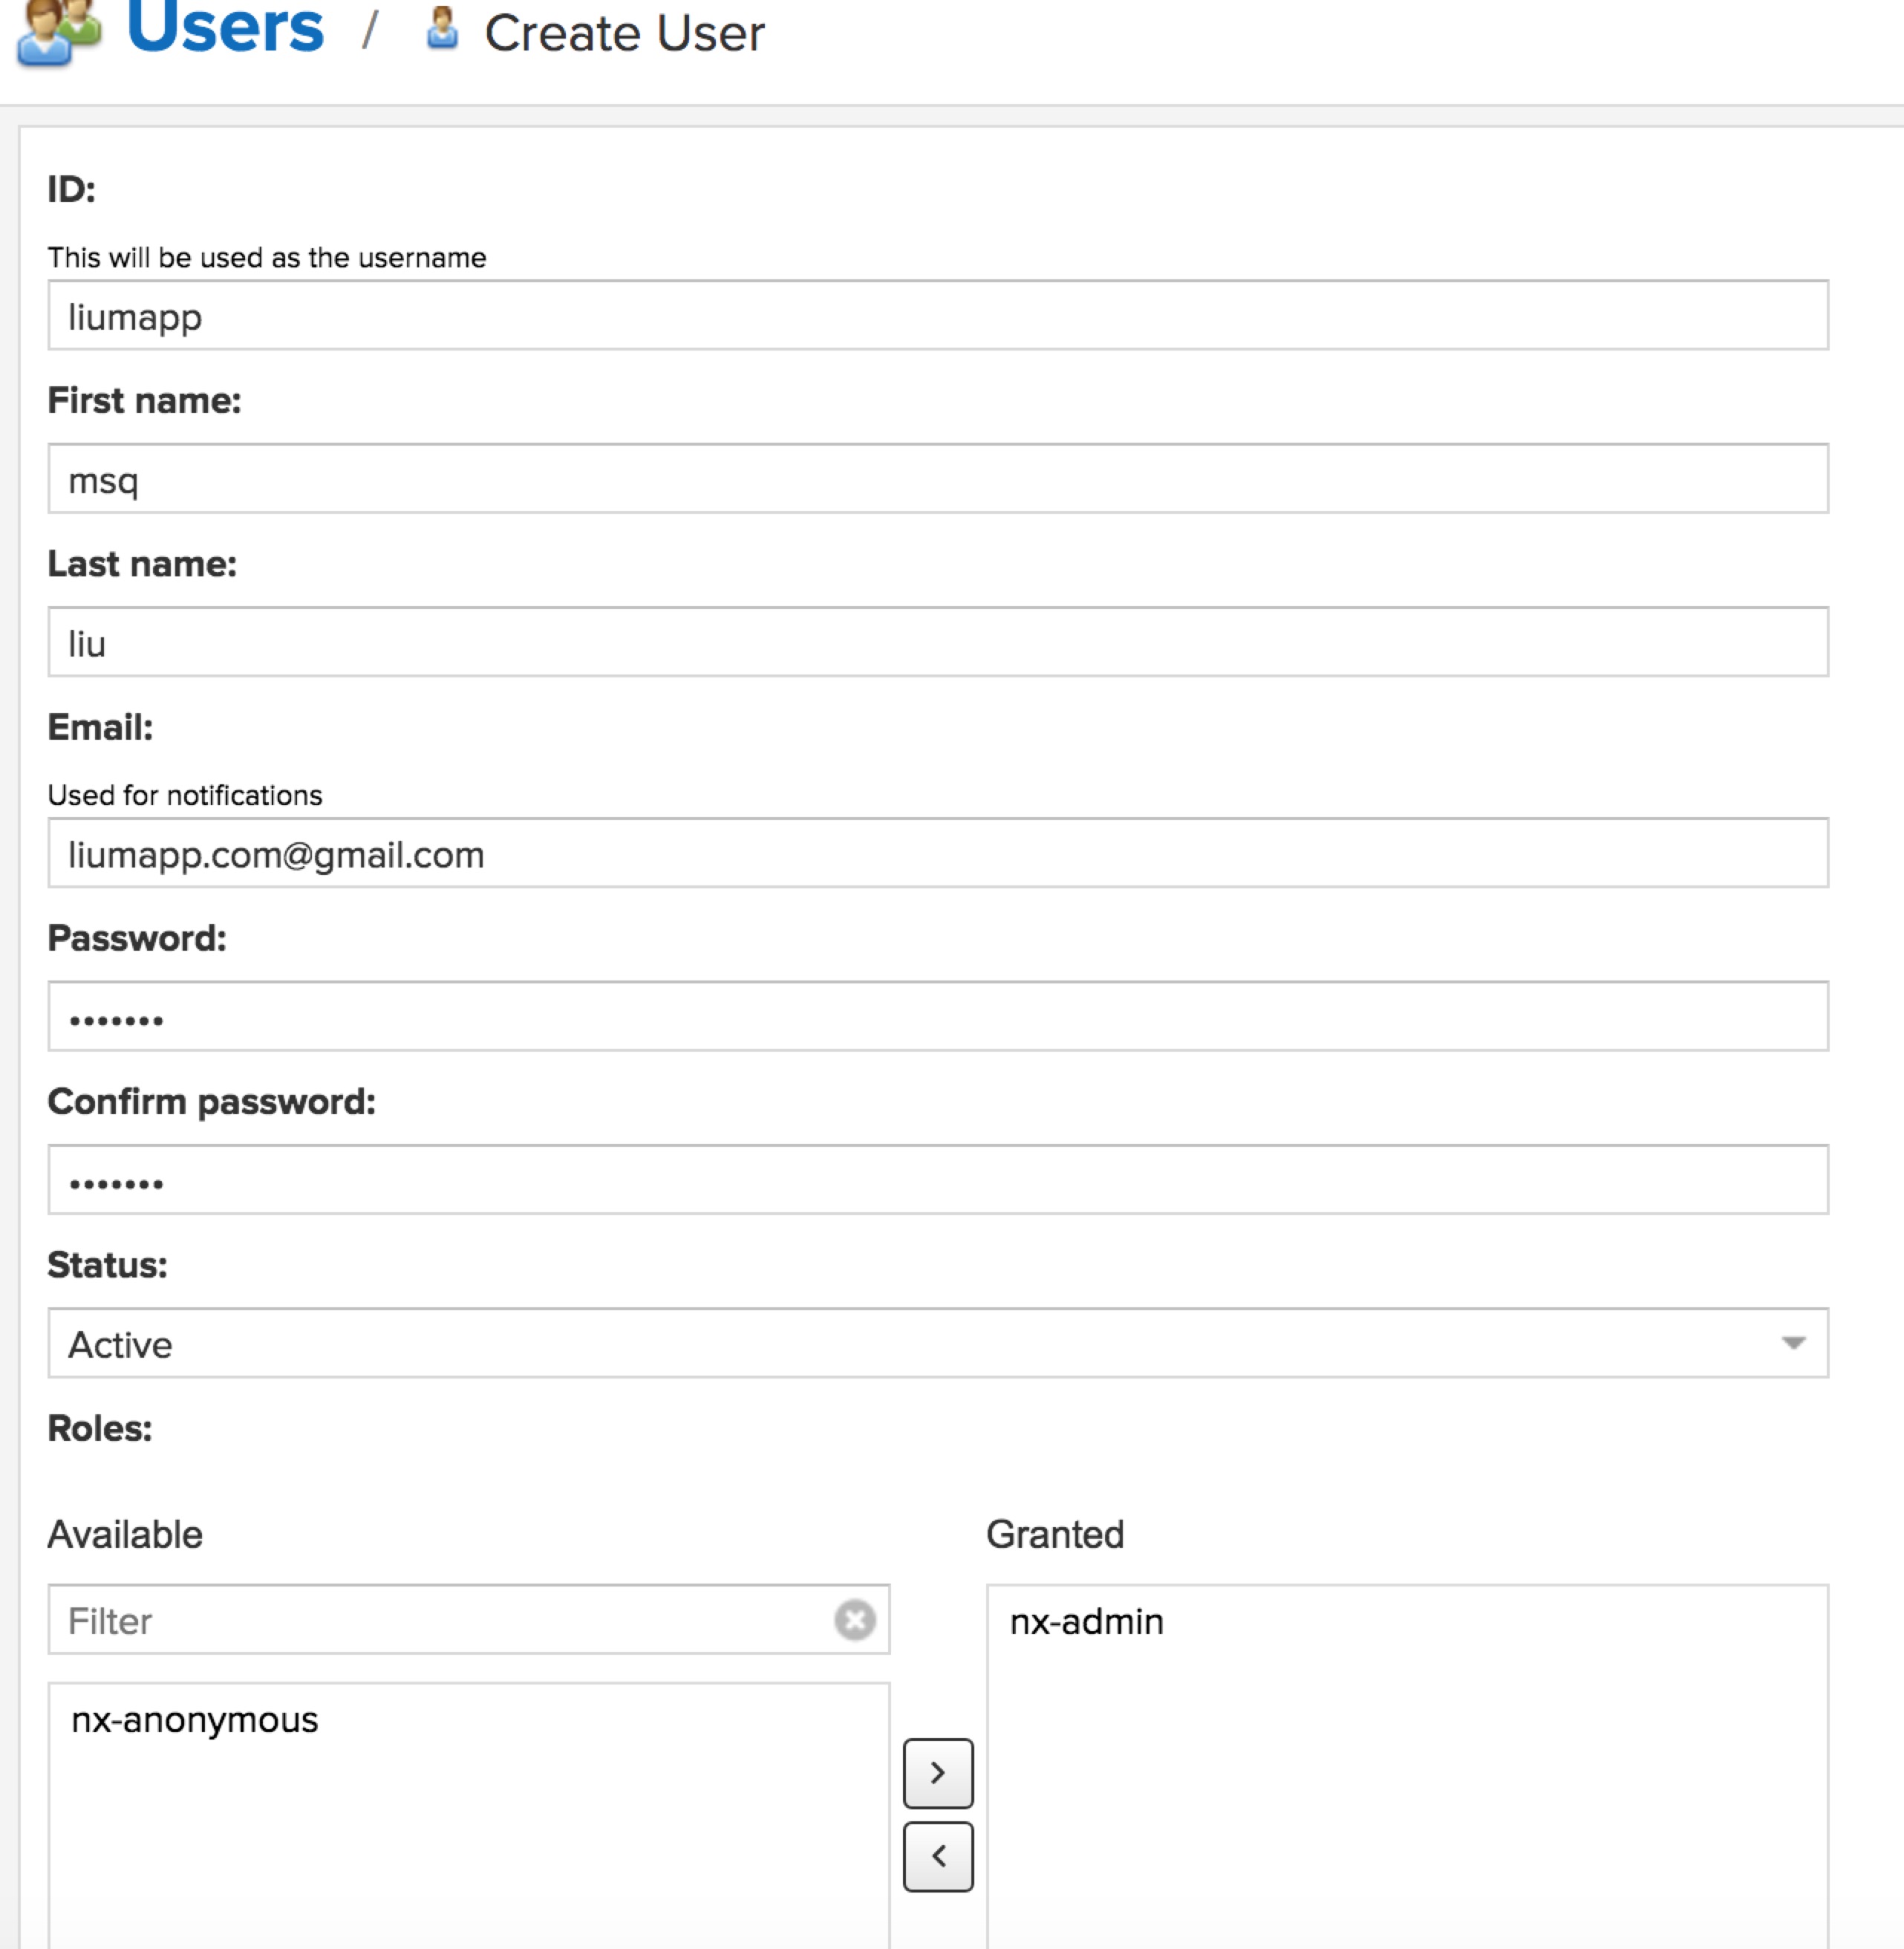 Users / Create User
ID:
This will be used as the username
liumapp
First name:
msq
Last name:
liu
Email:
Used for notifications
liumapp.com@gmail.com
Password:
•••••••
Confirm password:
•••••••
Status:
Active
Roles:
Available Granted
Filter nx-admin
nx-anonymous
>
<